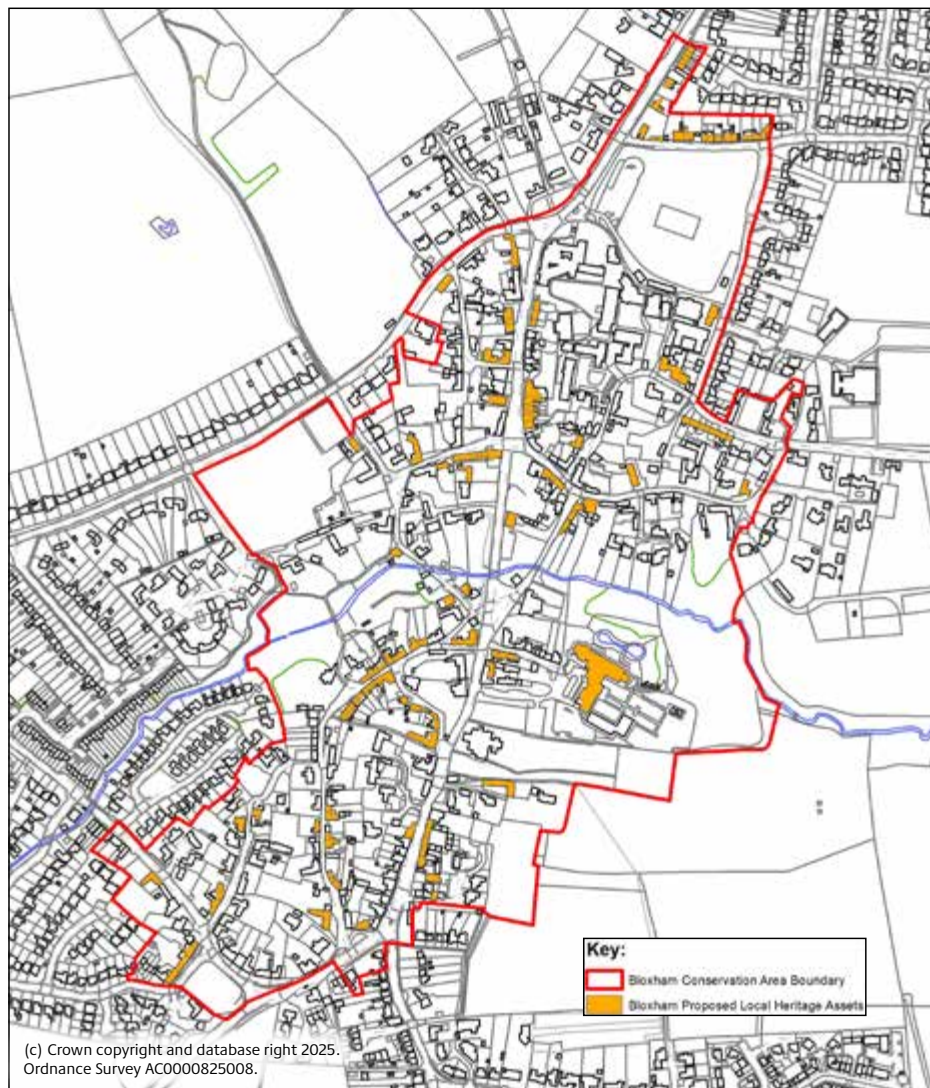 Key:
Bloxham Conservation Area Boundary
Bloxham Proposed Local Heritage Assets
(c) Crown copyright and database right 2025.
Ordnance Survey AC0000825008.